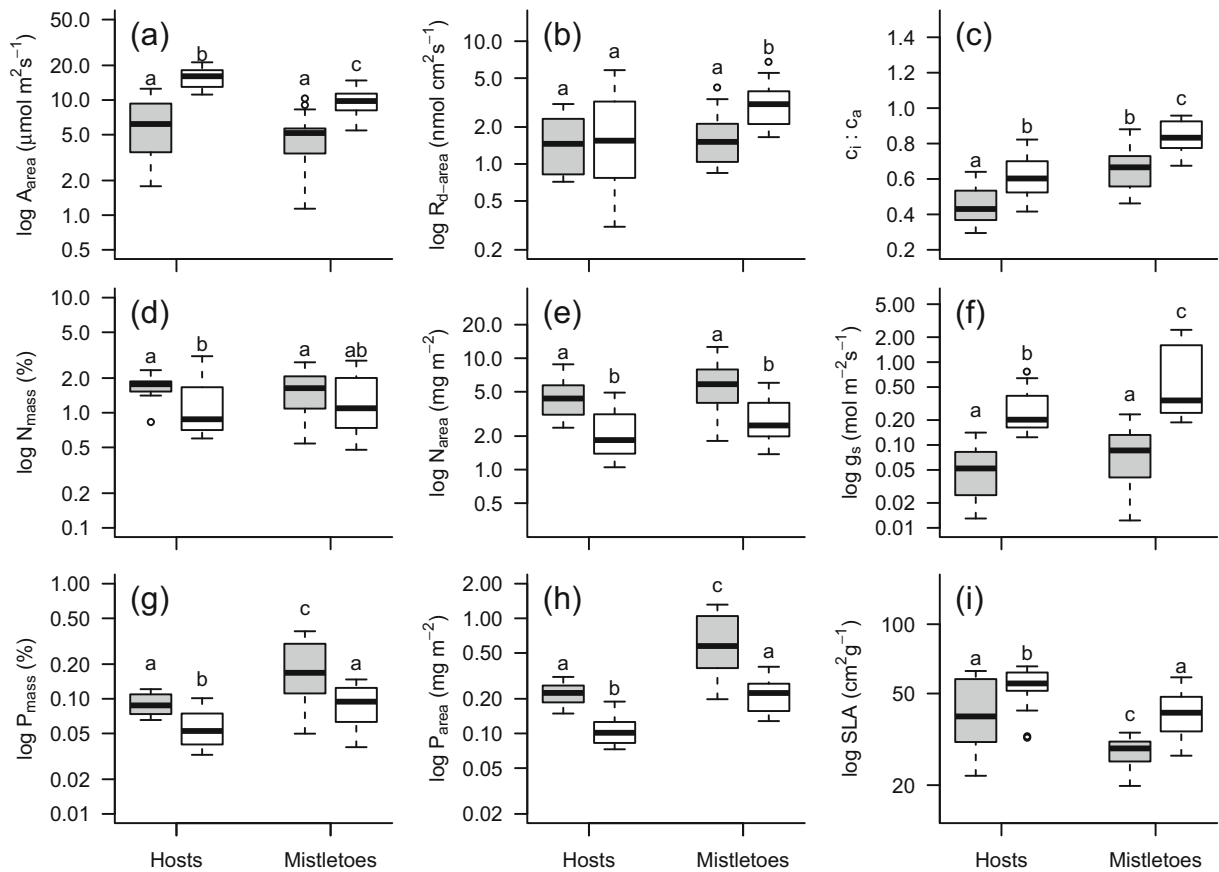 (a)
log A_area (μmol m²s⁻¹)
50.0
20.0
10.0
5.0
2.0
1.0
0.5
a
b
a
c
(b)
log R_d−area (nmol cm²s⁻¹)
10.0
5.0
2.0
1.0
0.5
0.2
a
a
a
b
(c)
c_i : c_a
1.4
1.2
1.0
0.8
0.6
0.4
0.2
a
b
b
c
(d)
log N_mass (%)
10.0
5.0
2.0
1.0
0.5
0.2
0.1
a
b
a
ab
(e)
log N_area (mg m⁻²)
20.0
10.0
5.0
2.0
1.0
0.5
a
b
a
b
(f)
log g_s (mol m⁻²s⁻¹)
5.00
2.00
1.00
0.50
0.20
0.10
0.05
0.02
0.01
a
b
a
c
(g)
log P_mass (%)
1.00
0.50
0.20
0.10
0.05
0.02
0.01
a
b
c
a
Hosts Mistletoes
(h)
log P_area (mg m⁻²)
2.00
1.00
0.50
0.20
0.10
0.05
0.02
a
b
c
a
Hosts Mistletoes
(i)
log SLA (cm²g⁻¹)
100
50
20
a
b
c
a
Hosts Mistletoes